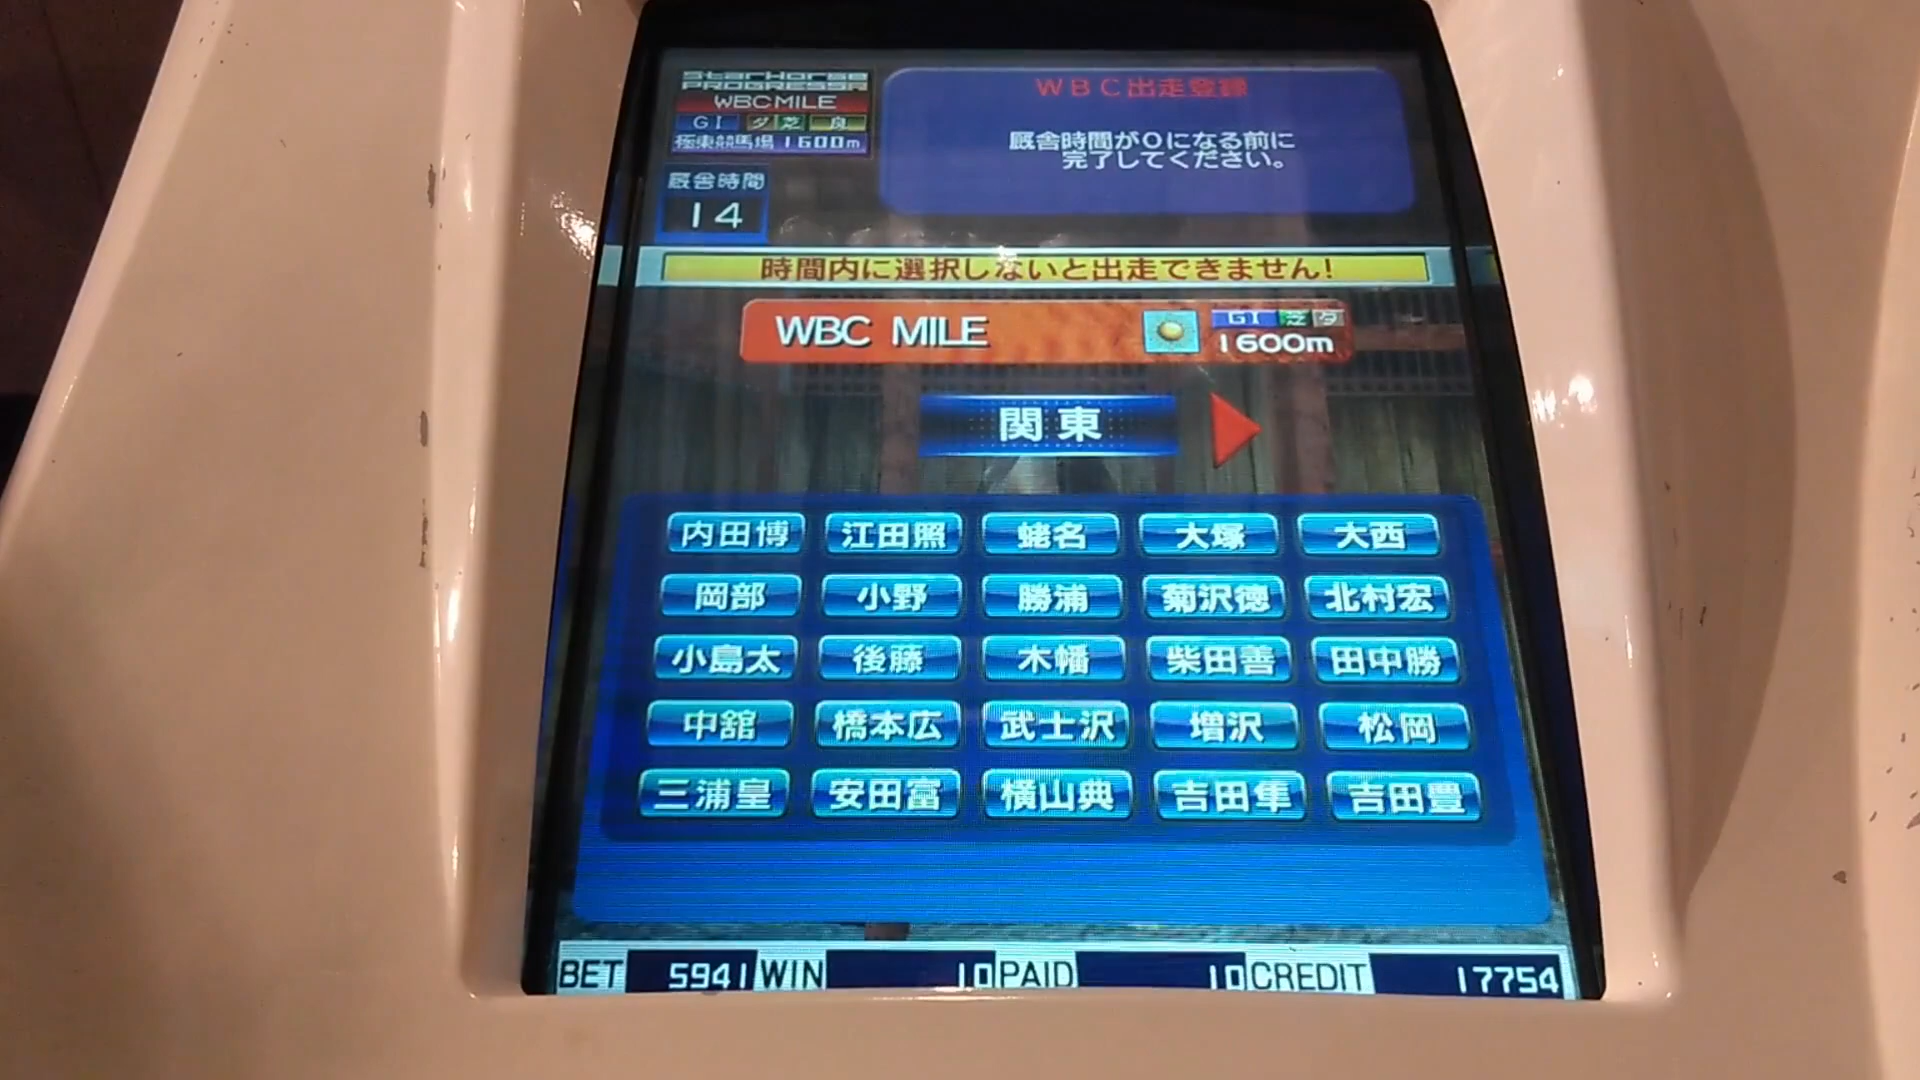 StarHorse
PROGRESSR
WBC MILE
GI 夕 芝 良
極東競馬場 1600m
厩舎時間
14
WBC出走登録
厩舎時間が0になる前に
完了してください。
時間内に選択しないと出走できません!
WBC MILE GI 芝 夕
1600m
関東
内田博 江田照 蛯名 大塚 大西
岡部 小野 勝浦 菊沢徳 北村宏
小島太 後藤 木幡 柴田善 田中勝
中舘 橋本広 武士沢 増沢 松岡
三浦皇 安田富 横山典 吉田隼 吉田豊
BET 5941 WIN 10 PAID 10 CREDIT 17754